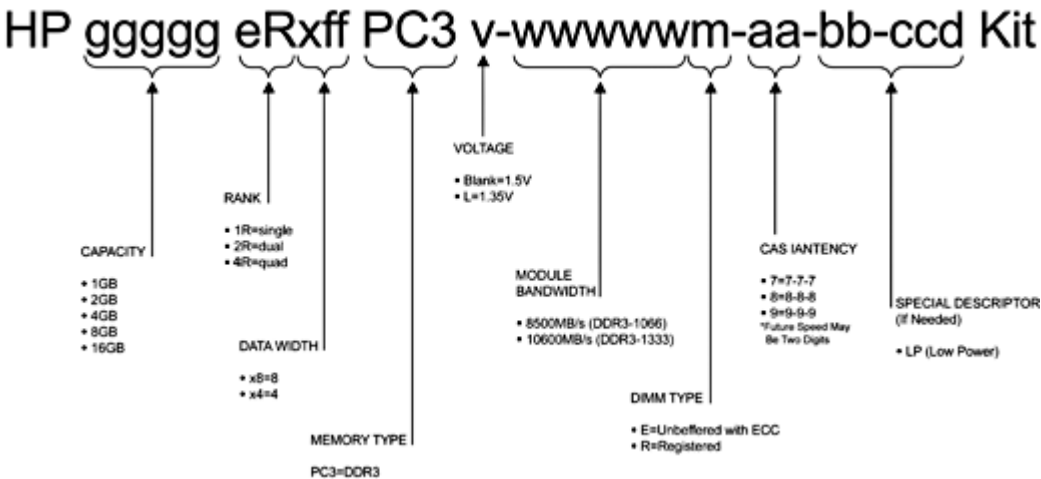 HP ggggg eRxff PC3 v-wwwwwm-aa-bb-ccd Kit
VOLTAGE
▪ Blank=1.5V
▪ L=1.35V
RANK
▪ 1R=single
▪ 2R=dual
▪ 4R=quad
CAPACITY
+ 1GB
+ 2GB
+ 4GB
+ 8GB
+ 16GB
CAS IANTENCY
▪ 7=7-7-7
▪ 8=8-8-8
▪ 9=9-9-9
*Future Speed May
Be Two Digits
MODULE
BANDWIDTH
▪ 8500MB/s (DDR3-1066)
▪ 10600MB/s (DDR3-1333)
SPECIAL DESCRIPTOR
(If Needed)
▪ LP (Low Power)
DATA WIDTH
+ x8=8
+ x4=4
DIMM TYPE
▪ E=Unbeffered with ECC
▪ R=Registered
MEMORY TYPE
PC3=DDR3